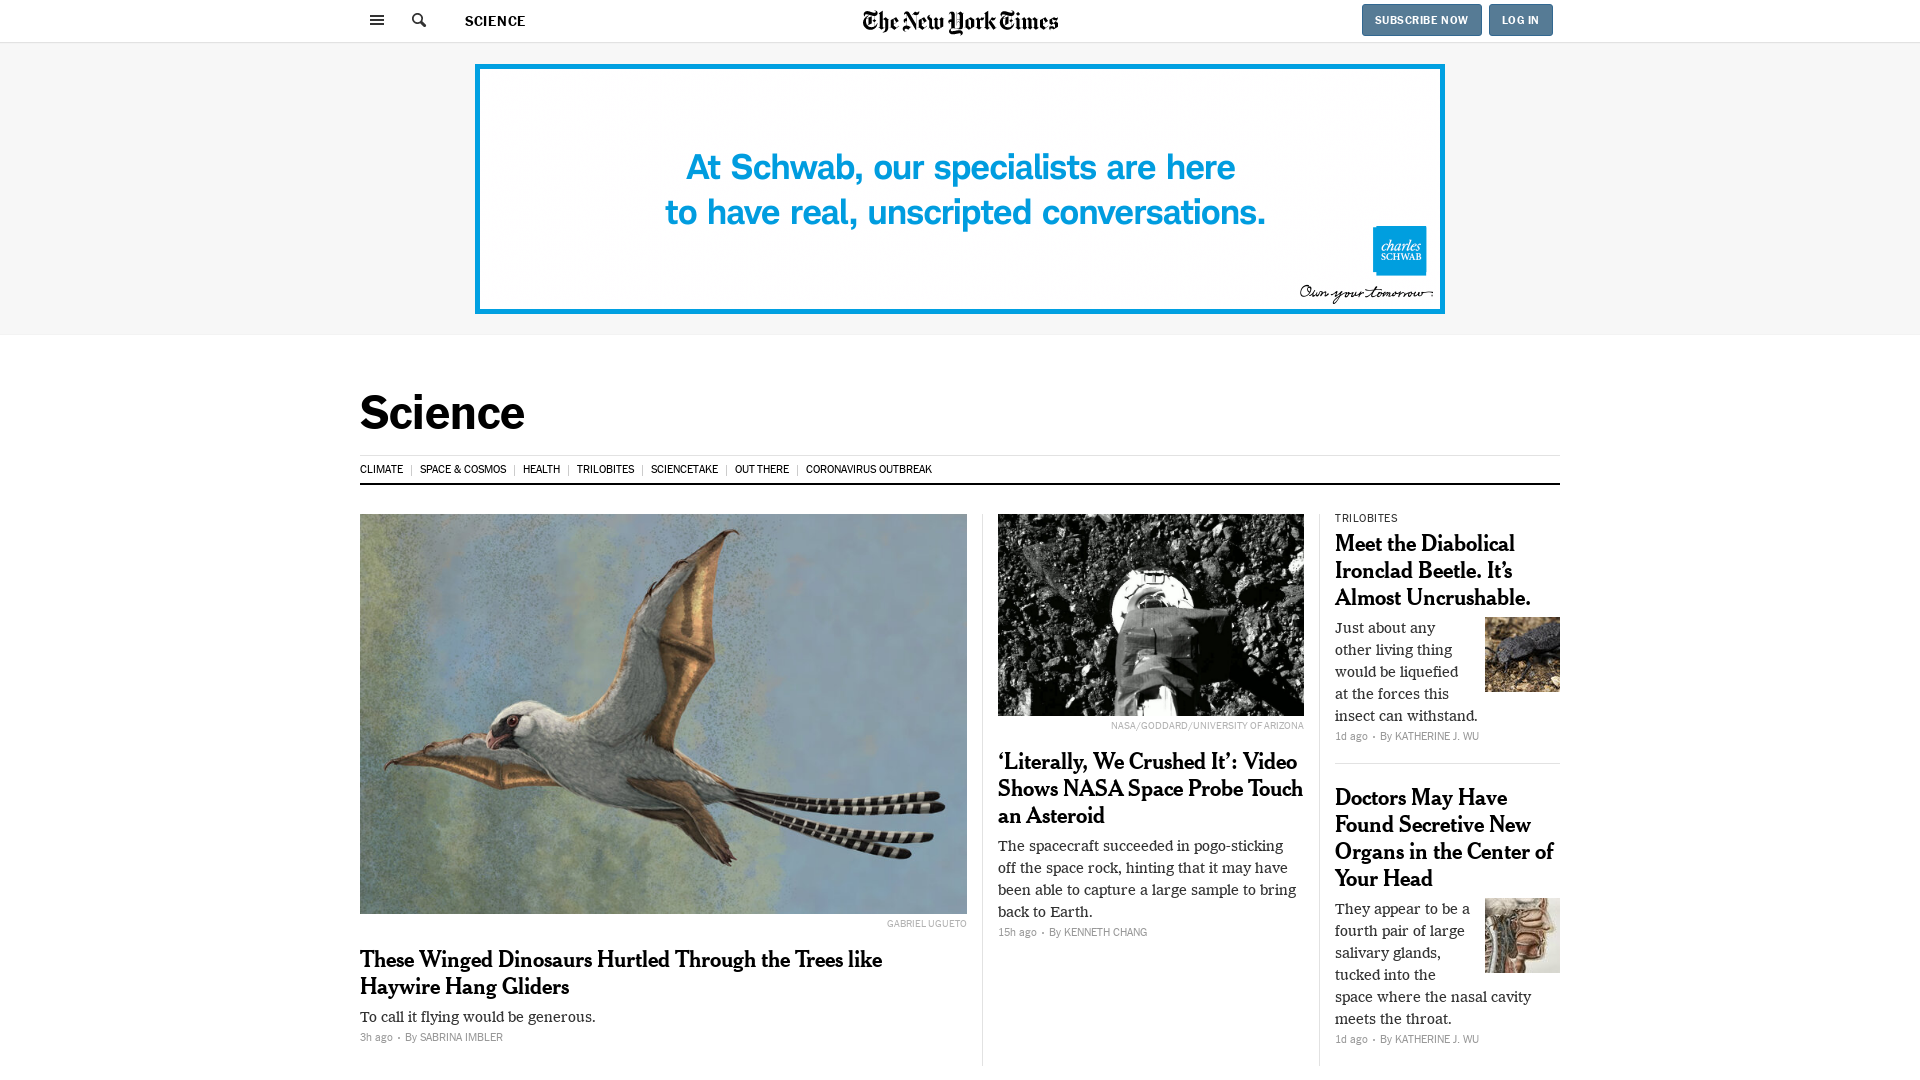 SCIENCE
The New York Times
SUBSCRIBE NOW
LOG IN
At Schwab, our specialists are here
to have real, unscripted conversations.
charles
SCHWAB
Own your tomorrow.
Science
CLIMATE
SPACE & COSMOS
HEALTH
TRILOBITES
SCIENCETAKE
OUT THERE
CORONAVIRUS OUTBREAK
GABRIEL UGUETO
These Winged Dinosaurs Hurtled Through the Trees like
Haywire Hang Gliders
To call it flying would be generous.
3h ago • By SABRINA IMBLER
NASA/GODDARD/UNIVERSITY OF ARIZONA
‘Literally, We Crushed It’: Video
Shows NASA Space Probe Touch
an Asteroid
The spacecraft succeeded in pogo-sticking
off the space rock, hinting that it may have
been able to capture a large sample to bring
back to Earth.
15h ago • By KENNETH CHANG
TRILOBITES
Meet the Diabolical
Ironclad Beetle. It’s
Almost Uncrushable.
Just about any
other living thing
would be liquefied
at the forces this
insect can withstand.
1d ago • By KATHERINE J. WU
Doctors May Have
Found Secretive New
Organs in the Center of
Your Head
They appear to be a
fourth pair of large
salivary glands,
tucked into the
space where the nasal cavity
meets the throat.
1d ago • By KATHERINE J. WU